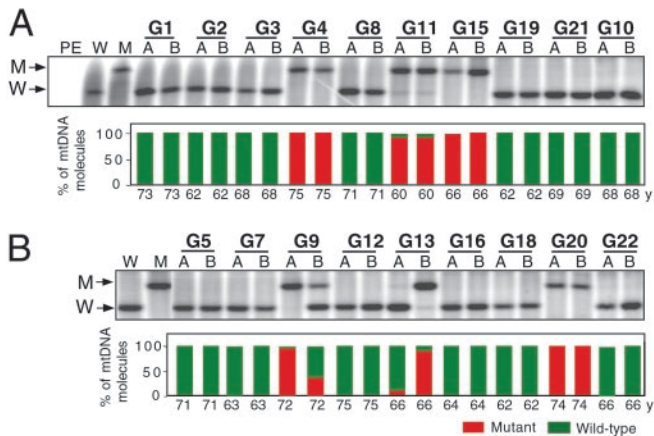 A
G1 G2 G3 G4 G8 G11 G15 G19 G21 G10
PE W M A B A B A B A B A B A B A B A B A B A B
M
W
% of mtDNA molecules
100
50
0
73 73 62 62 68 68 75 75 71 71 60 60 66 66 62 62 69 69 68 68 y
B
G5 G7 G9 G12 G13 G16 G18 G20 G22
W M A B A B A B A B A B A B A B A B A B
M
W
% of mtDNA molecules
100
50
0
71 71 63 63 72 72 75 75 66 66 64 64 62 62 74 74 66 66 y
Mutant Wild-type